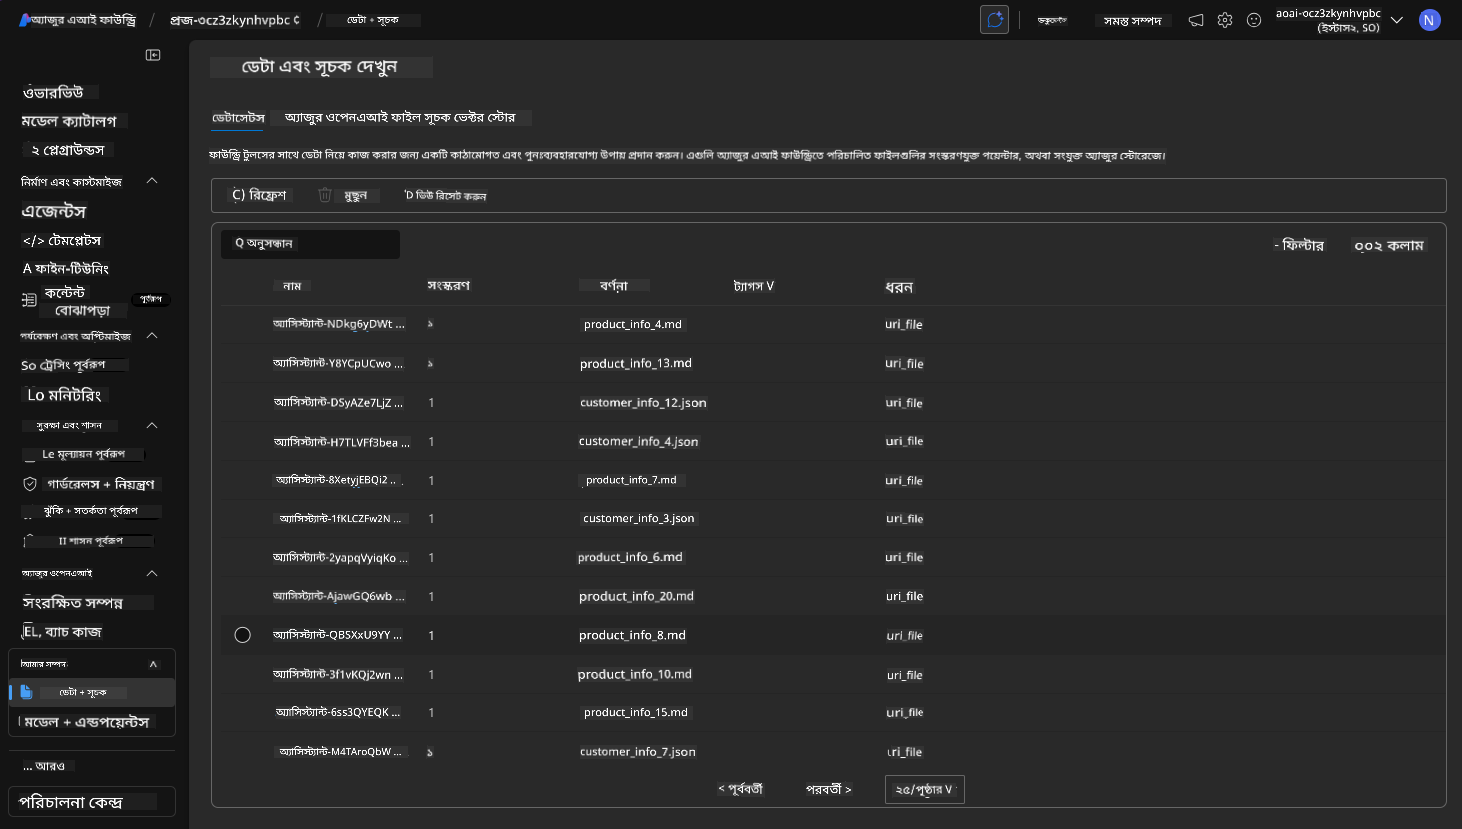 অ্যাজুর এআই ফাউন্ড্রি / প্রজ-০cz3zkynhvpbc ¢ / ডেটা + সূচক
সমস্ত সম্পদ
aoai-ocz3zkynhvpbc
(ইস্টাস২, SO)
N
ওভারভিউ
মডেল ক্যাটালগ
২ প্লেগ্রাউন্ডস
নির্মাণ এবং কাস্টমাইজ
এজেন্টস
</> টেমপ্লেটস
A ফাইন-টিউনিং
কন্টেন্ট
বোঝাপড়া
পূর্বরূপ
পর্যবেক্ষণ এবং অপ্টিমাইজ
So ট্রেসিং পূর্বরূপ
Lo মনিটরিং
সুরক্ষা এবং শাসন
Le মূল্যায়ন পূর্বরূপ
গার্ডরেলস + নিয়ন্ত্রণ
ঝুঁকি + সতর্কতা পূর্বরূপ
II শাসন পূর্বরূপ
অ্যাজুর ওপেনএআই
সংরক্ষিত সম্পন্ন
EL, ব্যাচ কাজ
আমার সম্পদ
ডেটা + সূচক
মডেল + এন্ডপয়েন্টস
... আরও
পরিচালনা কেন্দ্র
ডেটা এবং সূচক দেখুন
ডেটাসেটস অ্যাজুর ওপেনএআই ফাইল সূচক ভেক্টর স্টোর
ফাউন্ড্রি টুলসের সাথে ডেটা নিয়ে কাজ করার জন্য একটি কাঠামোগত এবং পুনঃব্যবহারযোগ্য উপায় প্রদান করুন। এগুলি অ্যাজুর এআই ফাউন্ড্রিতে পরিচালিত ফাইলগুলির সংস্করণযুক্ত পয়েন্টার, অথবা সংযুক্ত অ্যাজুর স্টোরেজে।
C) রিফ্রেশ মুছুন 'D ভিউ রিসেট করুন
Q অনুসন্ধান - ফিল্টার ০০২ কলাম
নাম সংস্করণ বর্ণনা ট্যাগস V ধরন
অ্যাসিস্ট্যান্ট-NDkg6yDWt ... ১ product_info_4.md uri_file
অ্যাসিস্ট্যান্ট-Y8YCpUCwo ... ১ product_info_13.md uri_file
অ্যাসিস্ট্যান্ট-DSyAZe7LjZ ... 1 customer_info_12.json uri_file
অ্যাসিস্ট্যান্ট-H7TLVFf3bea ... 1 customer_info_4.json uri_file
অ্যাসিস্ট্যান্ট-8XetyjEBQi2 ... 1 product_info_7.md uri_file
অ্যাসিস্ট্যান্ট-1fKLCZFw2N ... 1 customer_info_3.json uri_file
অ্যাসিস্ট্যান্ট-2yapqVyiqKo ... 1 product_info_6.md uri_file
অ্যাসিস্ট্যান্ট-AjawGQ6wb ... 1 product_info_20.md uri_file
অ্যাসিস্ট্যান্ট-QBSXxU9YY ... 1 product_info_8.md uri_file
অ্যাসিস্ট্যান্ট-3f1vKQj2wn ... 1 product_info_10.md uri_file
অ্যাসিস্ট্যান্ট-6ss3QYEQK ... 1 product_info_15.md uri_file
অ্যাসিস্ট্যান্ট-M4TAroQbW ... ১ customer_info_7.json uri_file
< পূর্ববর্তী পরবর্তী > ২৫/পৃষ্ঠার V